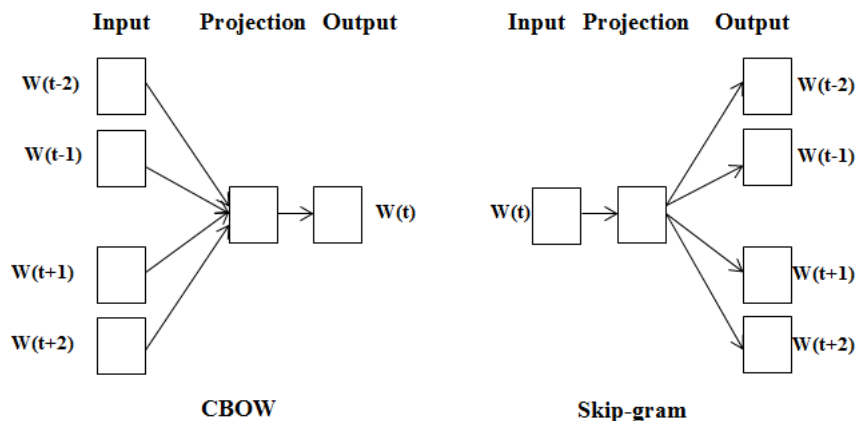 Input Projection Output
W(t-2)
W(t-1)
W(t)
W(t+1)
W(t+2)
CBOW
Input Projection Output
W(t-2)
W(t-1)
W(t)
W(t+1)
W(t+2)
Skip-gram